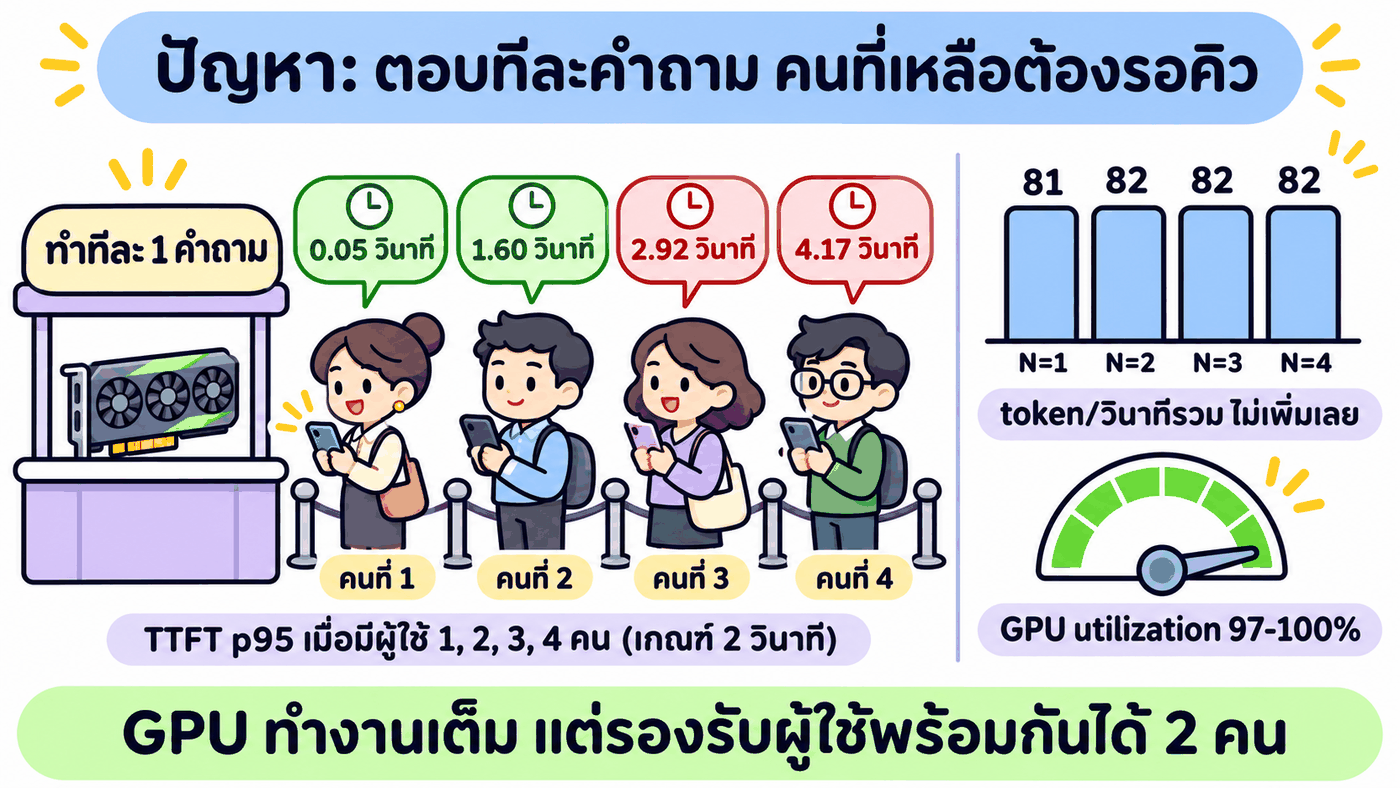 ปัญหา: ตอบทีละคำถาม คนที่เหลือต้องรอคิว
ทำทีละ 1 คำถาม
0.05 วินาที
1.60 วินาที
2.92 วินาที
4.17 วินาที
คนที่ 1
คนที่ 2
คนที่ 3
คนที่ 4
TTFT p95 เมื่อมีผู้ใช้ 1, 2, 3, 4 คน (เกณฑ์ 2 วินาที)
81 82 82 82
N=1 N=2 N=3 N=4
token/วินาทีรวม ไม่เพิ่มเลย
GPU utilization 97-100%
GPU ทำงานเต็ม แต่รองรับผู้ใช้พร้อมกันได้ 2 คน